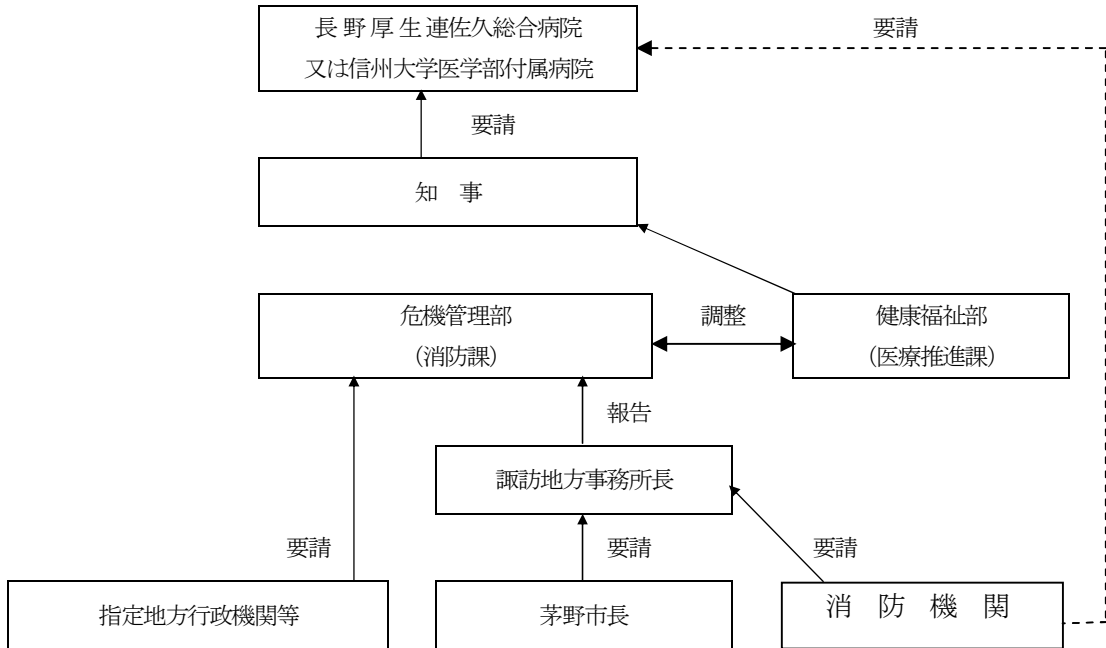 長野厚生連佐久総合病院
又は信州大学医学部付属病院
要請
要請
知 事
危機管理部
（消防課）
調整
健康福祉部
（医療推進課）
報告
諏訪地方事務所長
要請
要請
要請
指定地方行政機関等
茅野市長
消 防 機 関